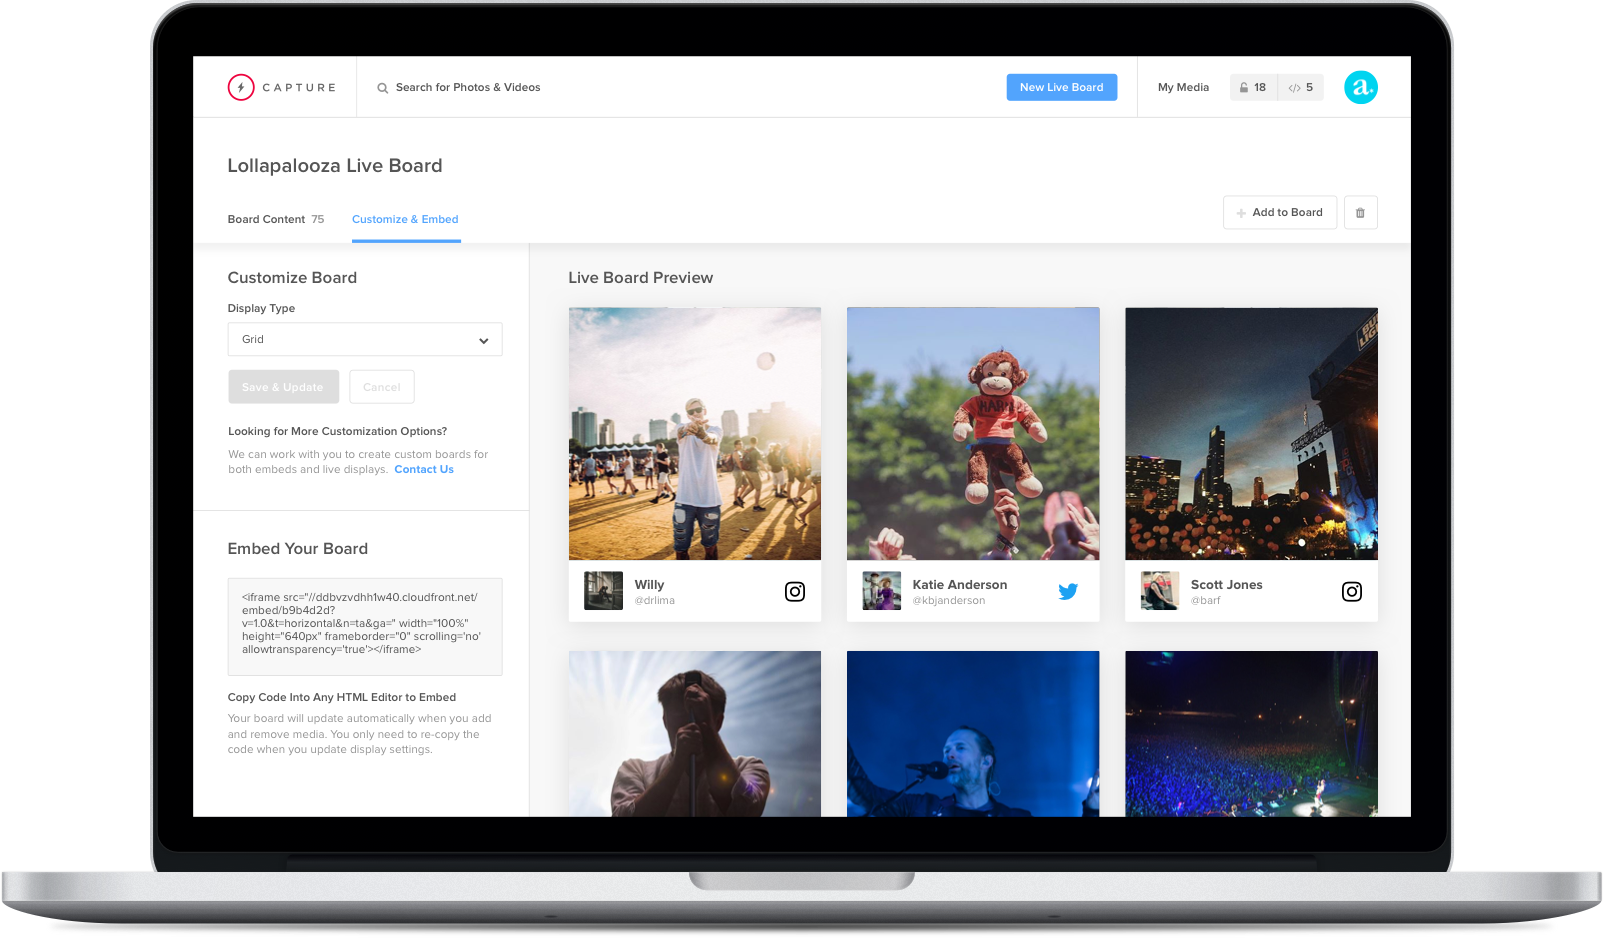 CAPTURE
Search for Photos & Videos
New Live Board
My Media
18
</> 5
a.
Lollapalooza Live Board
Board Content 75
Customize & Embed
+ Add to Board
Customize Board
Display Type
Grid
Save & Update
Cancel
Looking for More Customization Options?
We can work with you to create custom boards for
both embeds and live displays. Contact Us
Embed Your Board
<iframe src="//ddbvzvdhh1w40.cloudfront.net/
embed/b9b4d2d?
v=1.0&t=horizontal&n=ta&ga=" width="100%"
height="640px" frameborder="0" scrolling='no'
allowtransparency='true'></iframe>
Copy Code Into Any HTML Editor to Embed
Your board will update automatically when you add
and remove media. You only need to re-copy the
code when you update display settings.
Live Board Preview
Willy
@drlima
Katie Anderson
@kbjanderson
Scott Jones
@barf